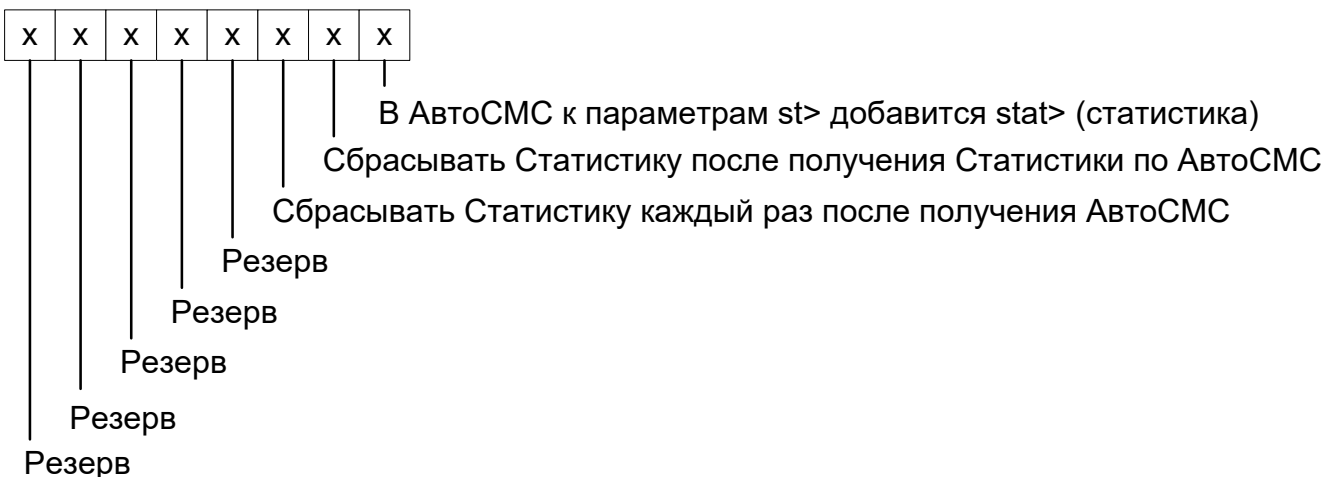 x x x x x x x x
В АвтоСМС к параметрам st> добавится stat> (статистика)
Сбрасывать Статистику после получения Статистики по АвтоСМС
Сбрасывать Статистику каждый раз после получения АвтоСМС
Резерв
Резерв
Резерв
Резерв
Резерв